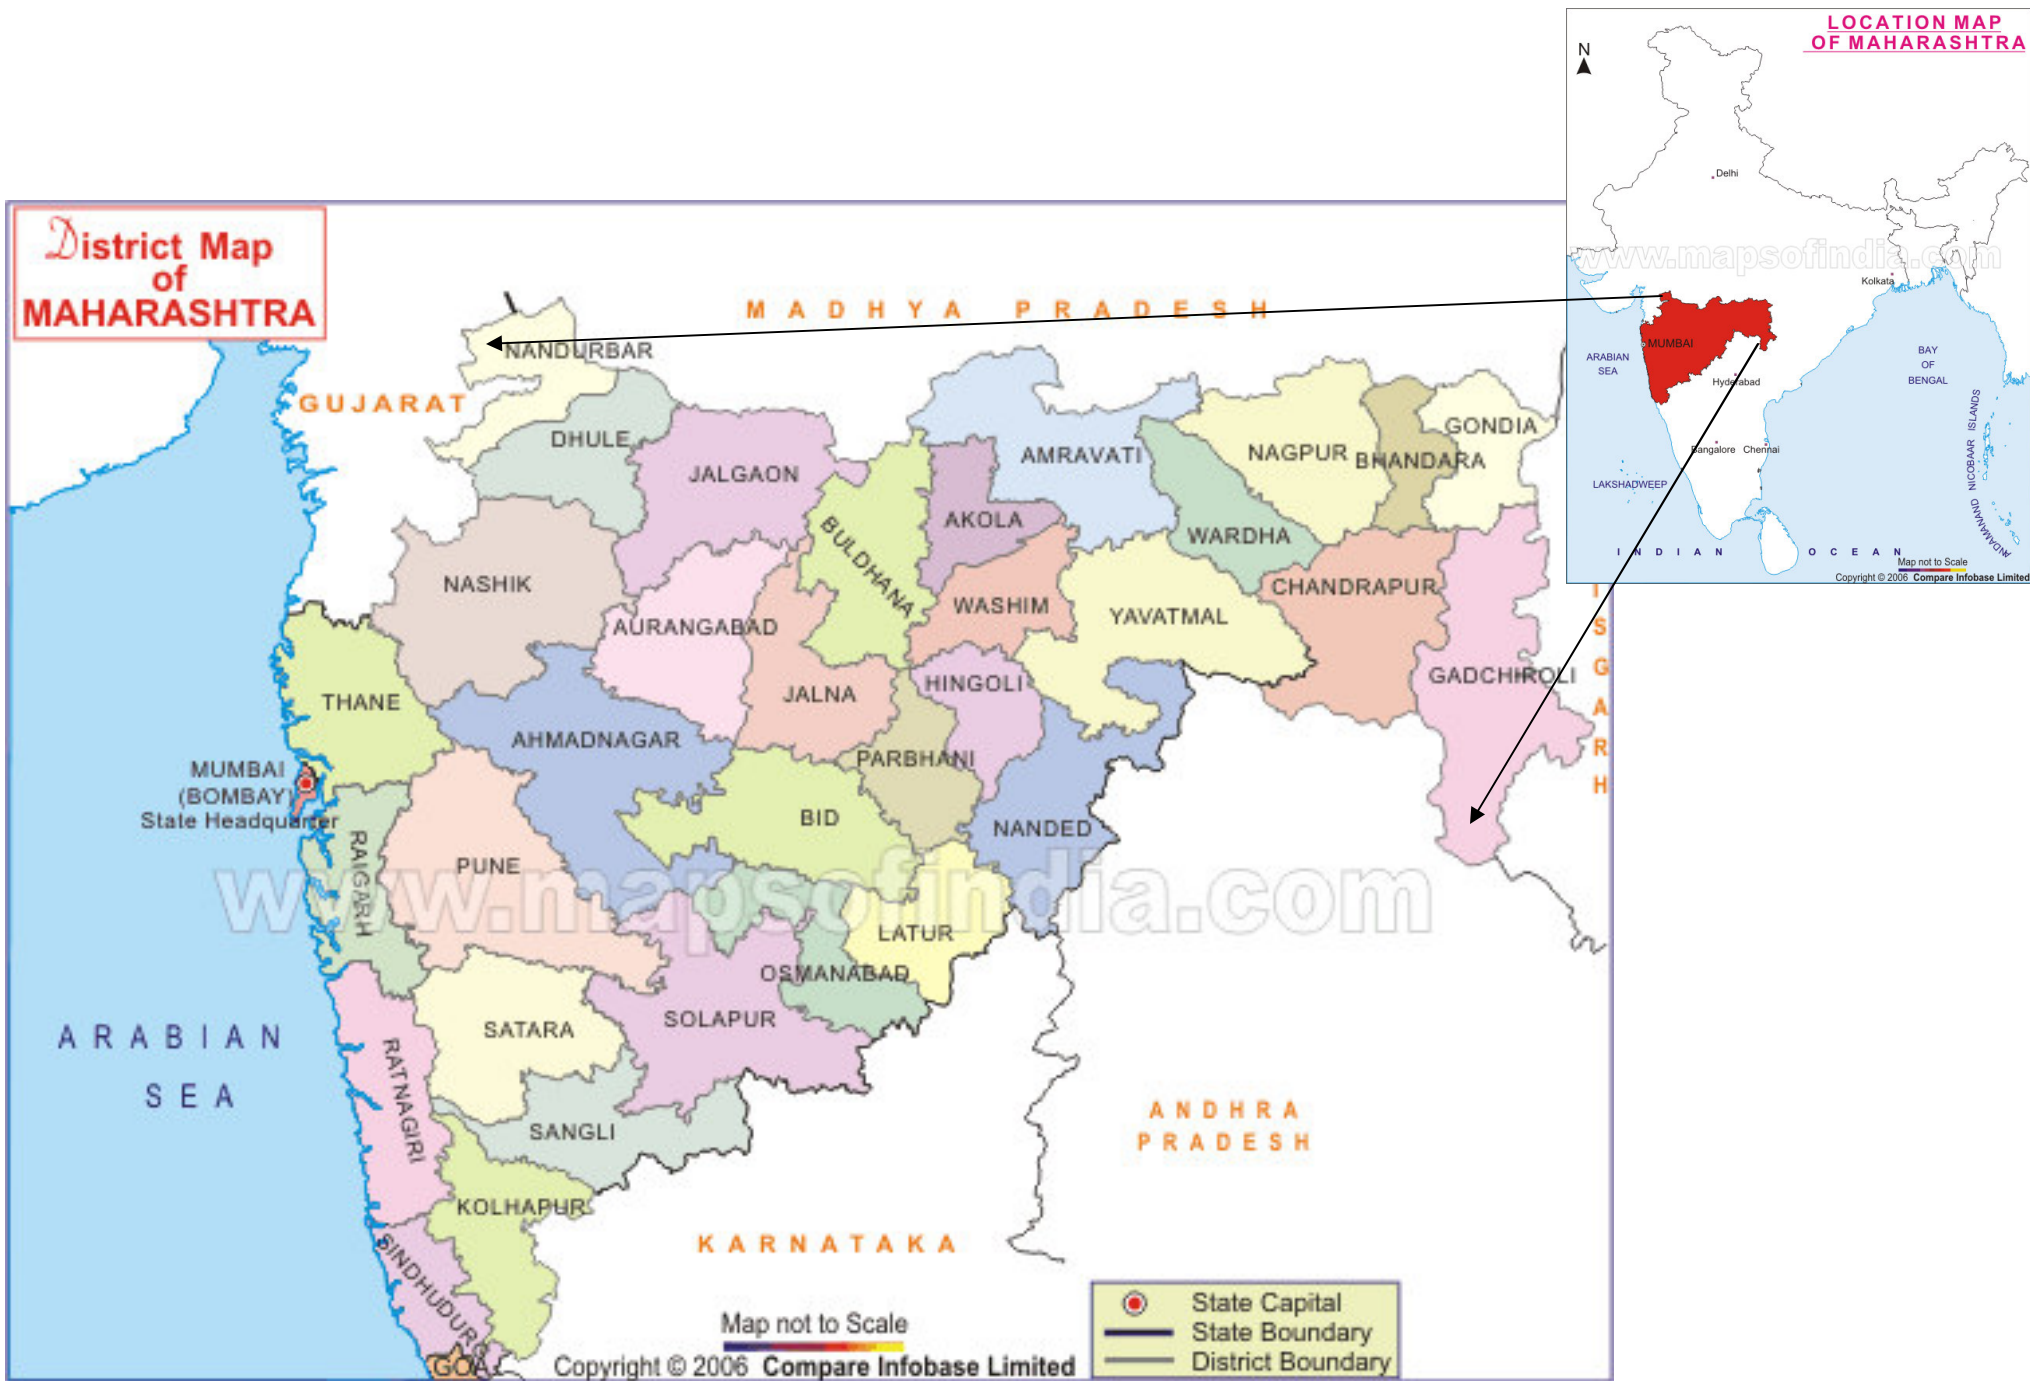 LOCATION MAP
OF MAHARASHTRA
N
Delhi
www.mapsofindia.com
Kolkata
MUMBAI
ARABIAN
SEA
BAY
OF
BENGAL
Hyderabad
Bangalore
Chennai
LAKSHADWEEP
ANDAMANAND NICOBAAR ISLANDS
INDIAN OCEAN
Map not to Scale
Copyright © 2006 Compare Infobase Limited
District Map
of
MAHARASHTRA
MADHYA PRADESH
NANDURBAR
GUJARAT
DHULE
JALGAON
AMRAVATI
NAGPUR
BHANDARA
GONDIA
BULDHANA
AKOLA
WARDHA
NASHIK
AURANGABAD
WASHIM
YAVATMAL
CHANDRAPUR
ISGARH
THANE
JALNA
HINGOLI
GADCHIROLI
AHMADNAGAR
PARBHANI
MUMBAI
(BOMBAY)
State Headquarter
BID
NANDED
RAIGARH
PUNE
www.mapsofindia.com
LATUR
OSMANABAD
SATARA
SOLAPUR
ARABIAN
SEA
RATNAGIRI
SANGLI
ANDHRA
PRADESH
KOLHAPUR
KARNATAKA
SINDHUDURG
GOA
Map not to Scale
Copyright © 2006 Compare Infobase Limited
State Capital
State Boundary
District Boundary